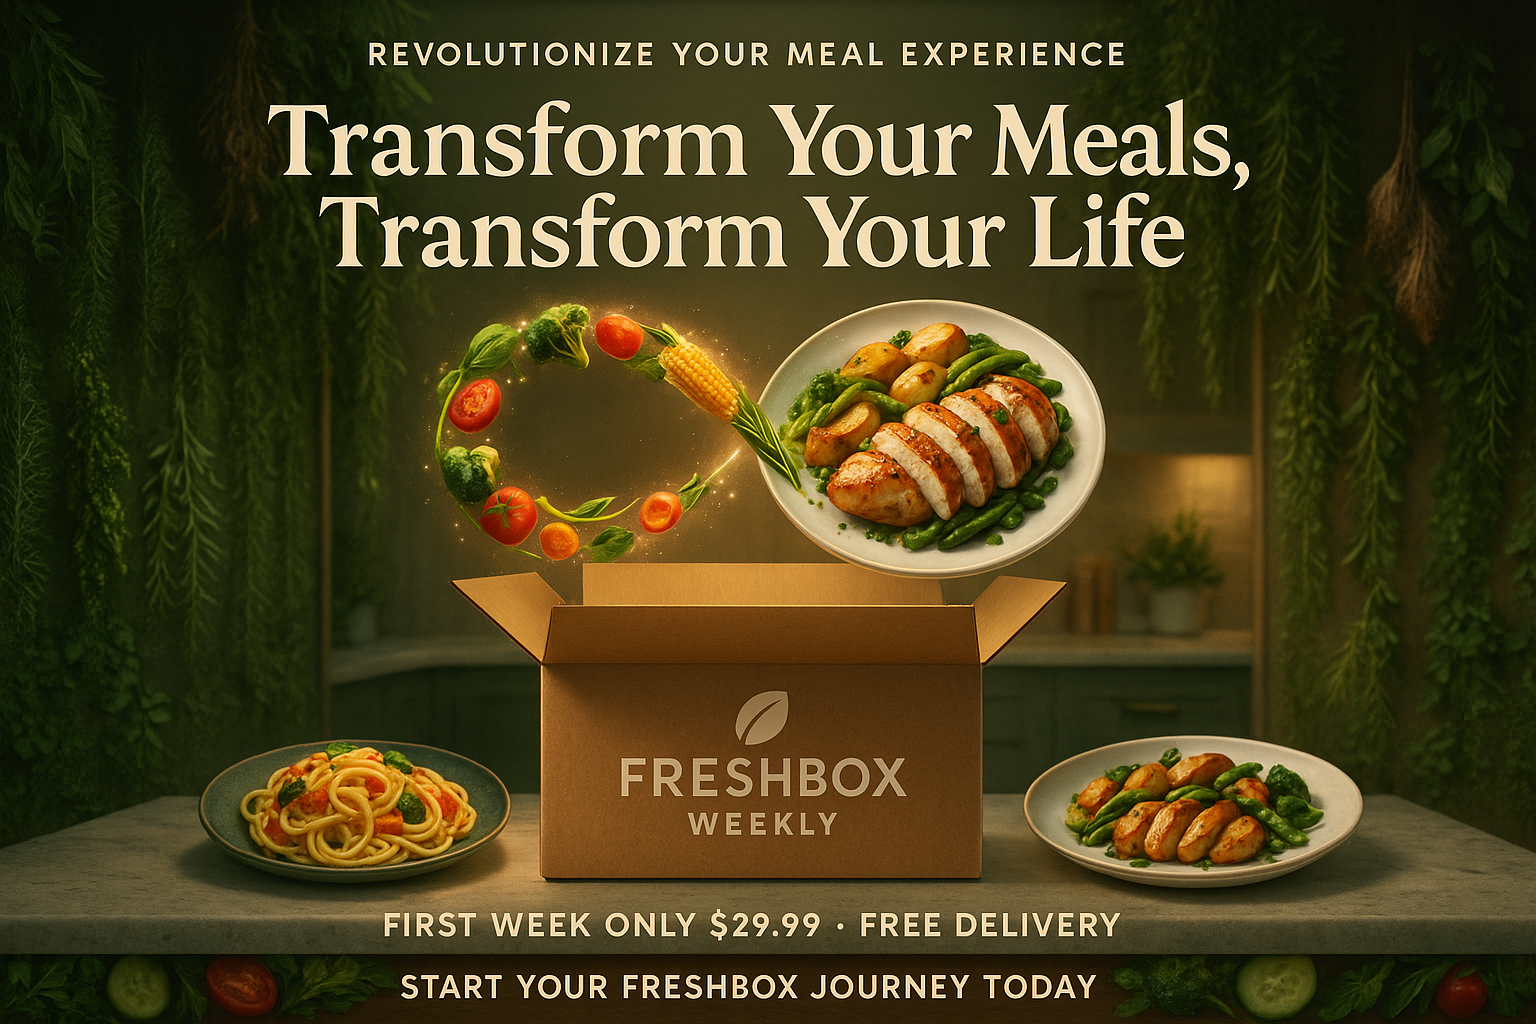 REVOLUTIONIZE YOUR MEAL EXPERIENCE
Transform Your Meals,
Transform Your Life
FRESHBOX
WEEKLY
FIRST WEEK ONLY $29.99 · FREE DELIVERY
START YOUR FRESHBOX JOURNEY TODAY